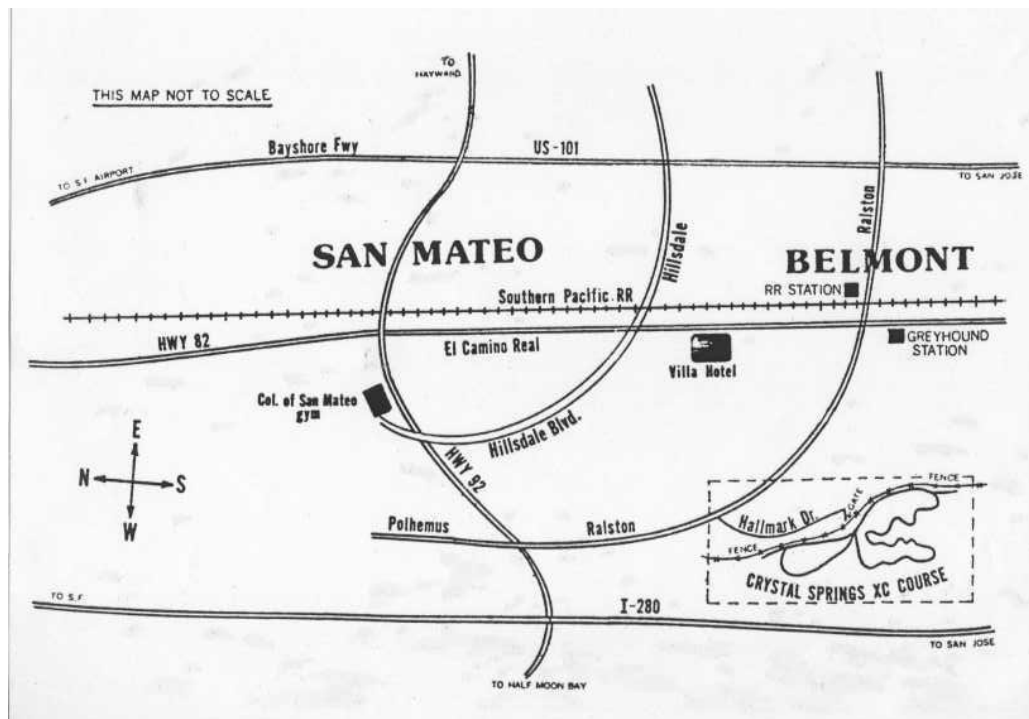 TO
HAYWARD
THIS MAP NOT TO SCALE
Bayshore Fwy
US-101
TO S.F. AIRPORT
TO SAN JOSE
Ralston
Hillsdale
SAN MATEO
BELMONT
RR STATION
Southern Pacific RR
HWY 82
El Camino Real
GREYHOUND
STATION
Villa Hotel
Col. of San Mateo
gym
Hillsdale Blvd.
HWY 92
E
N
S
W
FENCE
GATE
Hallmark Dr.
Polhemus
Ralston
FENCE
CRYSTAL SPRINGS XC COURSE
TO S.F.
I-280
TO SAN JOSE
TO HALF MOON BAY